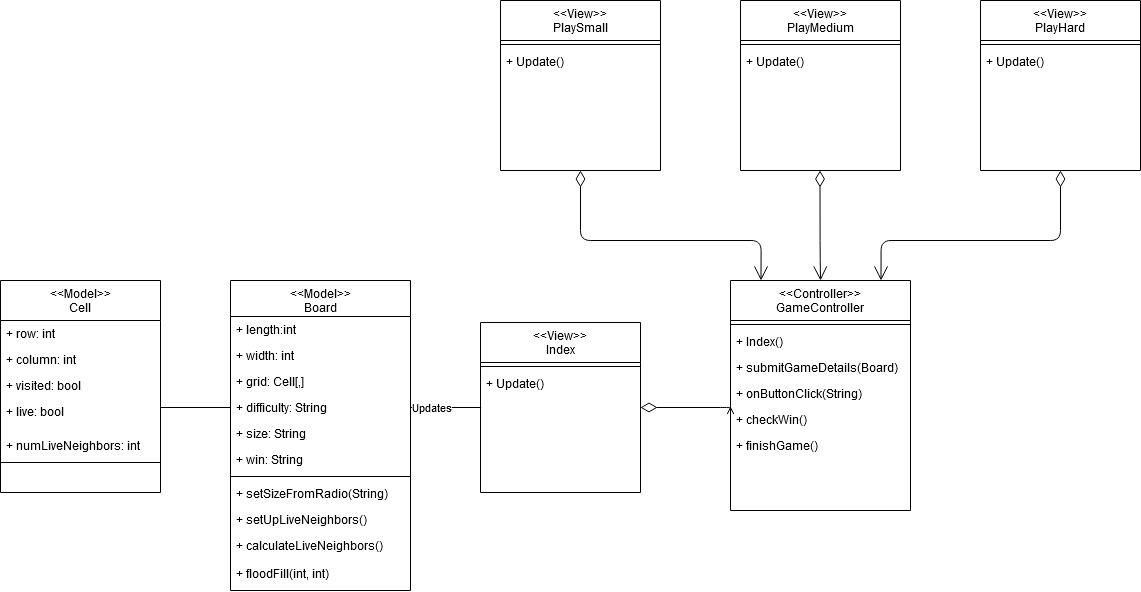 <<View>>
PlaySmall
+ Update()
<<View>>
PlayMedium
+ Update()
<<View>>
PlayHard
+ Update()
<<Model>>
Cell
+ row: int
+ column: int
+ visited: bool
+ live: bool
+ numLiveNeighbors: int
<<Model>>
Board
+ length:int
+ width: int
+ grid: Cell[,]
+ difficulty: String
+ size: String
+ win: String
+ setSizeFromRadio(String)
+ setUpLiveNeighbors()
+ calculateLiveNeighbors()
+ floodFill(int, int)
Updates
<<View>>
Index
+ Update()
<<Controller>>
GameController
+ Index()
+ submitGameDetails(Board)
+ onButtonClick(String)
+ checkWin()
+ finishGame()